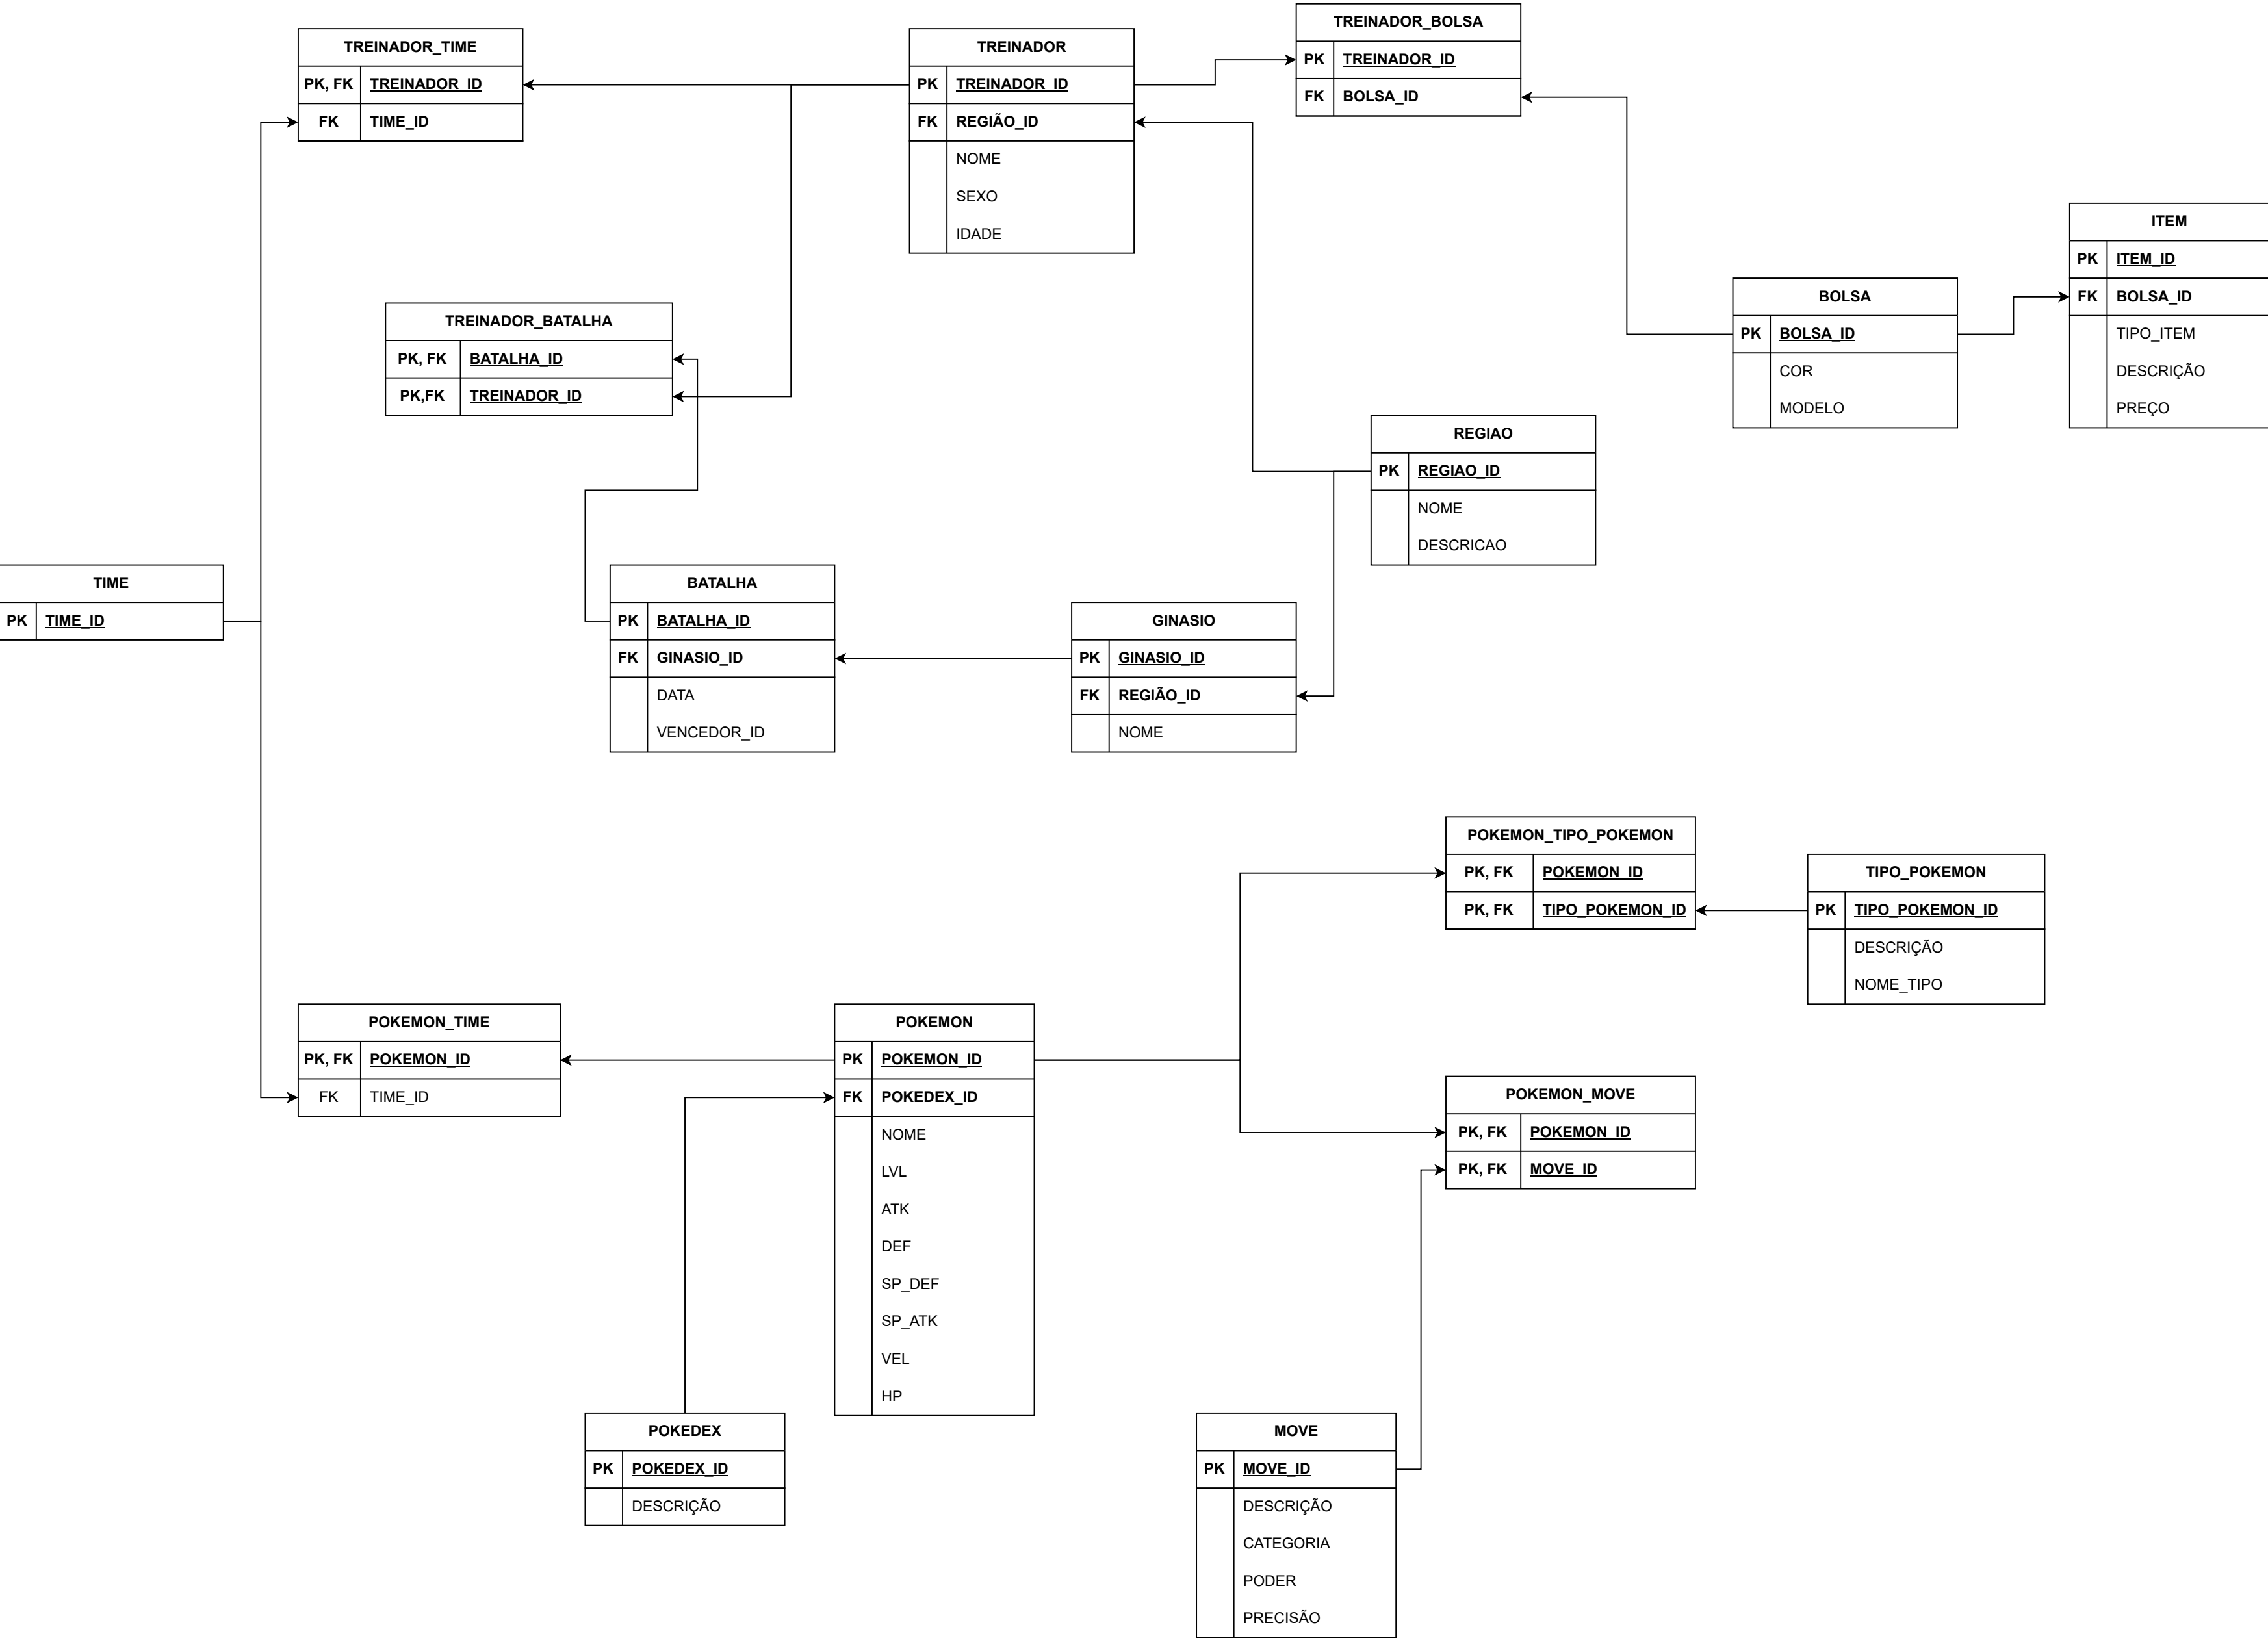 TREINADOR_TIME
PK, FK TREINADOR_ID
FK TIME_ID
TREINADOR
PK TREINADOR_ID
FK REGIÃO_ID
NOME
SEXO
IDADE
TREINADOR_BOLSA
PK TREINADOR_ID
FK BOLSA_ID
ITEM
PK ITEM_ID
FK BOLSA_ID
TIPO_ITEM
DESCRIÇÃO
PREÇO
BOLSA
PK BOLSA_ID
COR
MODELO
TREINADOR_BATALHA
PK, FK BATALHA_ID
PK,FK TREINADOR_ID
REGIAO
PK REGIAO_ID
NOME
DESCRICAO
TIME
PK TIME_ID
BATALHA
PK BATALHA_ID
FK GINASIO_ID
DATA
VENCEDOR_ID
GINASIO
PK GINASIO_ID
FK REGIÃO_ID
NOME
POKEMON_TIPO_POKEMON
PK, FK POKEMON_ID
PK, FK TIPO_POKEMON_ID
TIPO_POKEMON
PK TIPO_POKEMON_ID
DESCRIÇÃO
NOME_TIPO
POKEMON_TIME
PK, FK POKEMON_ID
FK TIME_ID
POKEMON
PK POKEMON_ID
FK POKEDEX_ID
NOME
LVL
ATK
DEF
SP_DEF
SP_ATK
VEL
HP
POKEMON_MOVE
PK, FK POKEMON_ID
PK, FK MOVE_ID
POKEDEX
PK POKEDEX_ID
DESCRIÇÃO
MOVE
PK MOVE_ID
DESCRIÇÃO
CATEGORIA
PODER
PRECISÃO